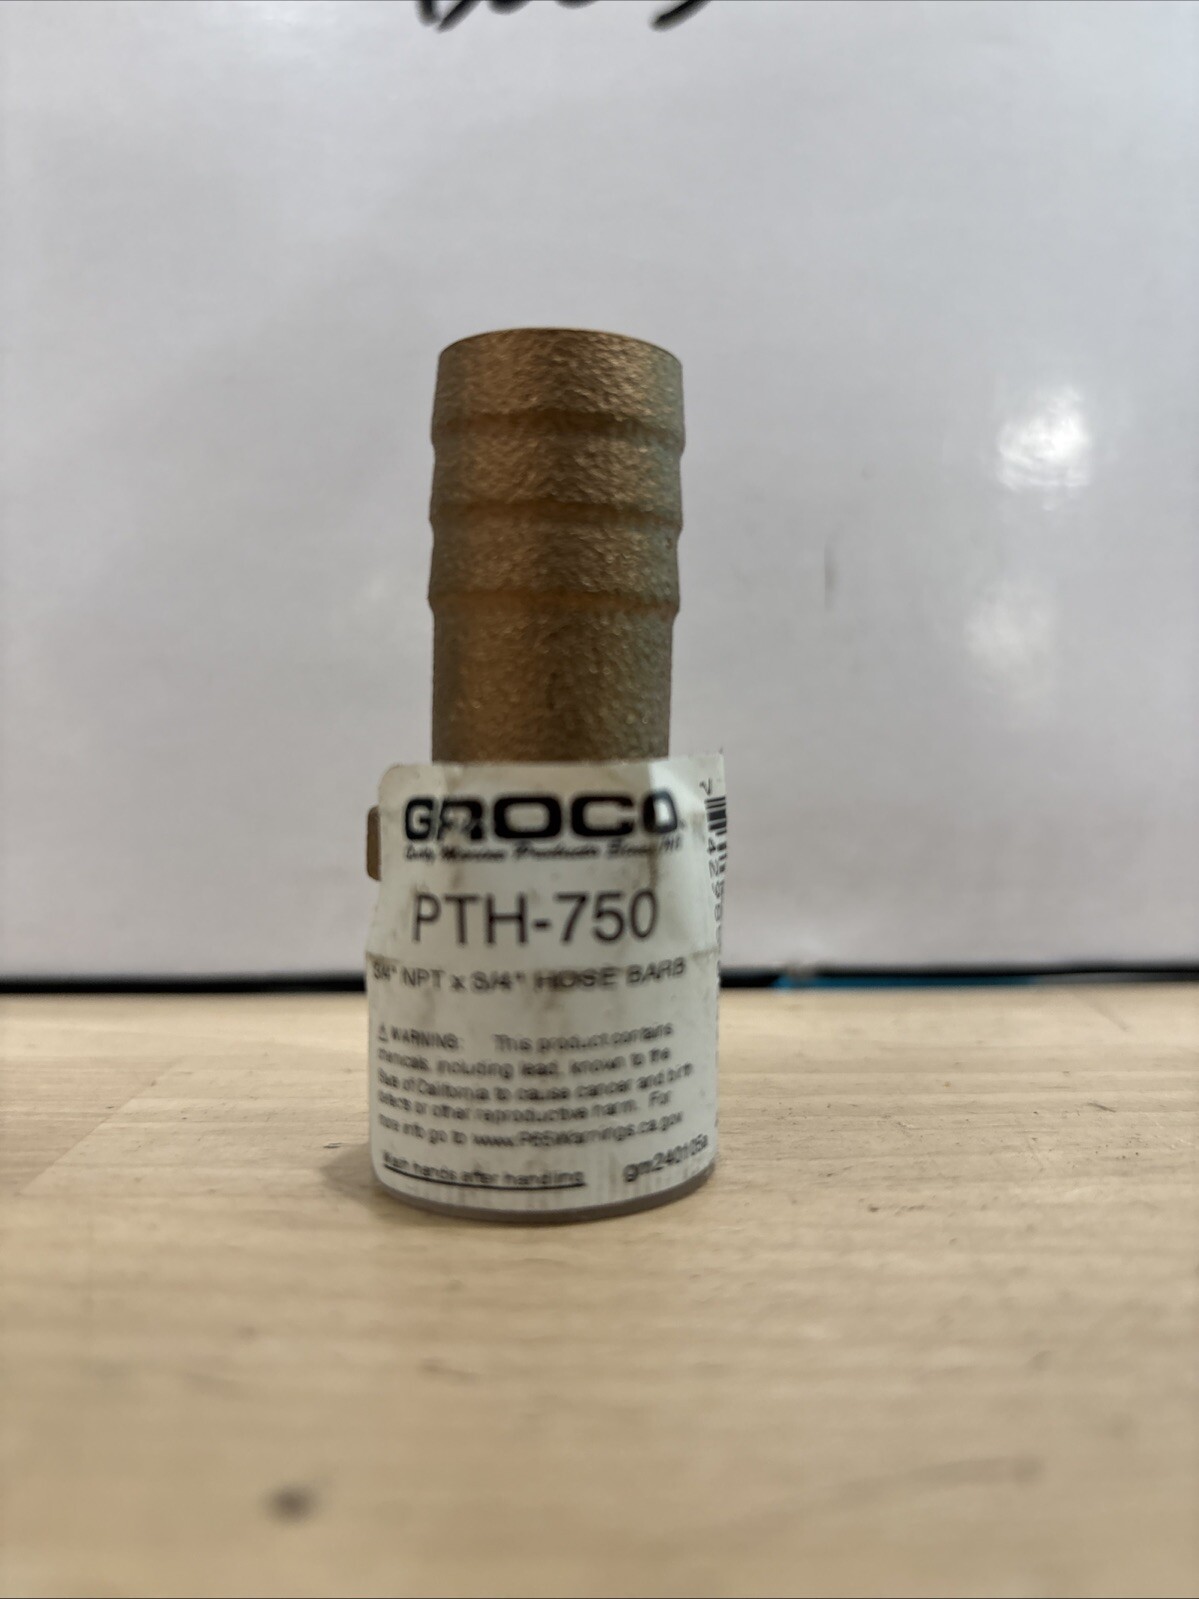 GROCO
PTH-750
3/4" NPT x 3/4" HOSE BARB
⚠ WARNING: This product contains
chemicals, including lead, known to the
State of California to cause cancer and birth
defects or other reproductive harm. For
more info go to www.P65Warnings.ca.gov
Wash hands after handling
gm240105a